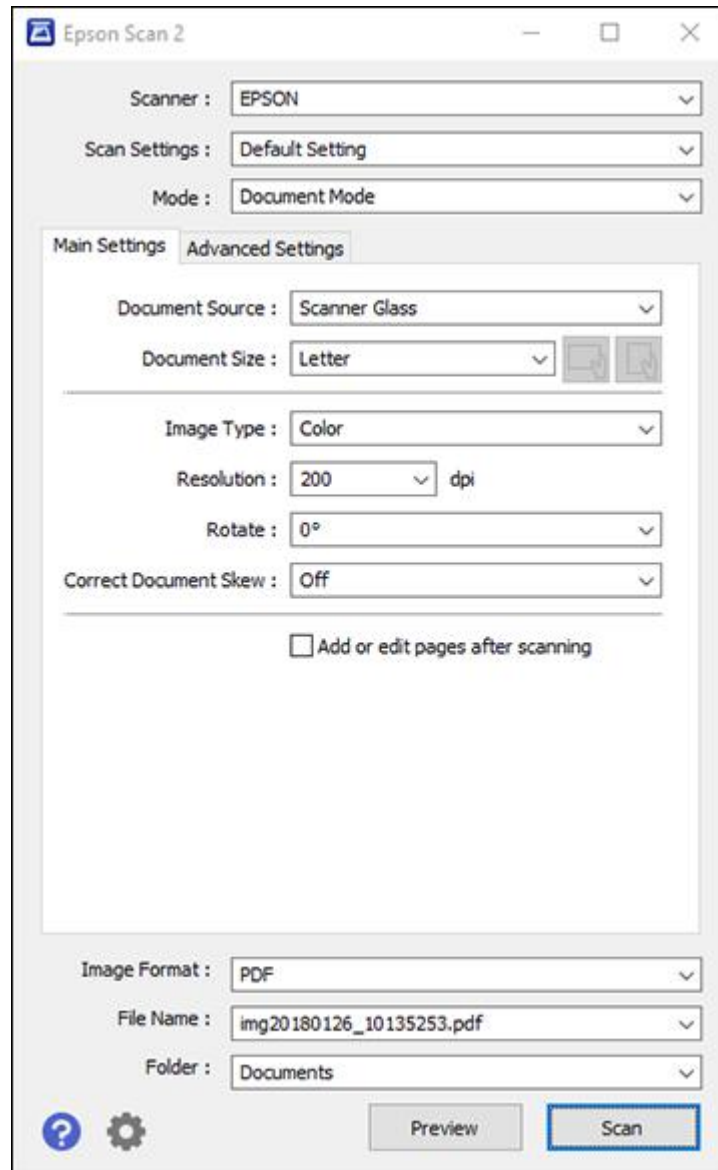 Epson Scan 2
Scanner : EPSON
Scan Settings : Default Setting
Mode : Document Mode
Main Settings Advanced Settings
Document Source : Scanner Glass
Document Size : Letter
Image Type : Color
Resolution : 200 dpi
Rotate : 0°
Correct Document Skew : Off
Add or edit pages after scanning
Image Format : PDF
File Name : img20180126_10135253.pdf
Folder : Documents
? Preview Scan